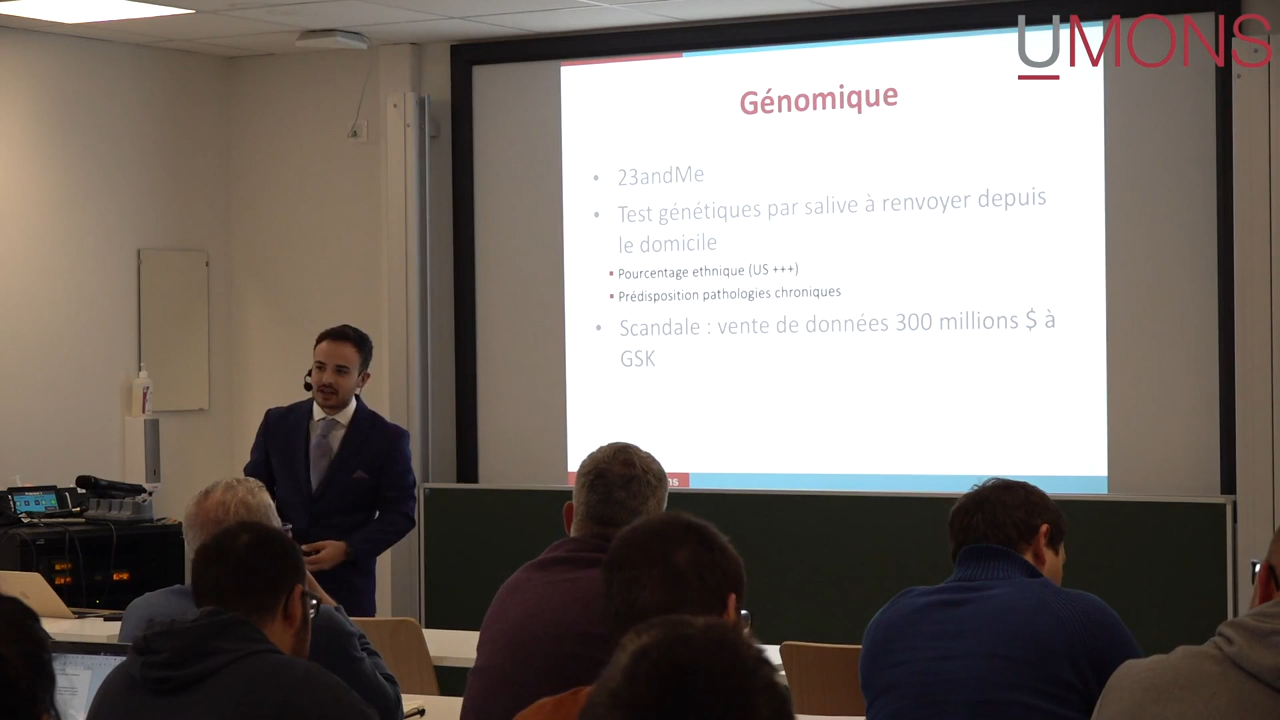 UMONS
Génomique
• 23andMe
• Test génétiques par salive à renvoyer depuis
le domicile
▪ Pourcentage ethnique (US +++)
▪ Prédisposition pathologies chroniques
• Scandale : vente de données 300 millions $ à
GSK